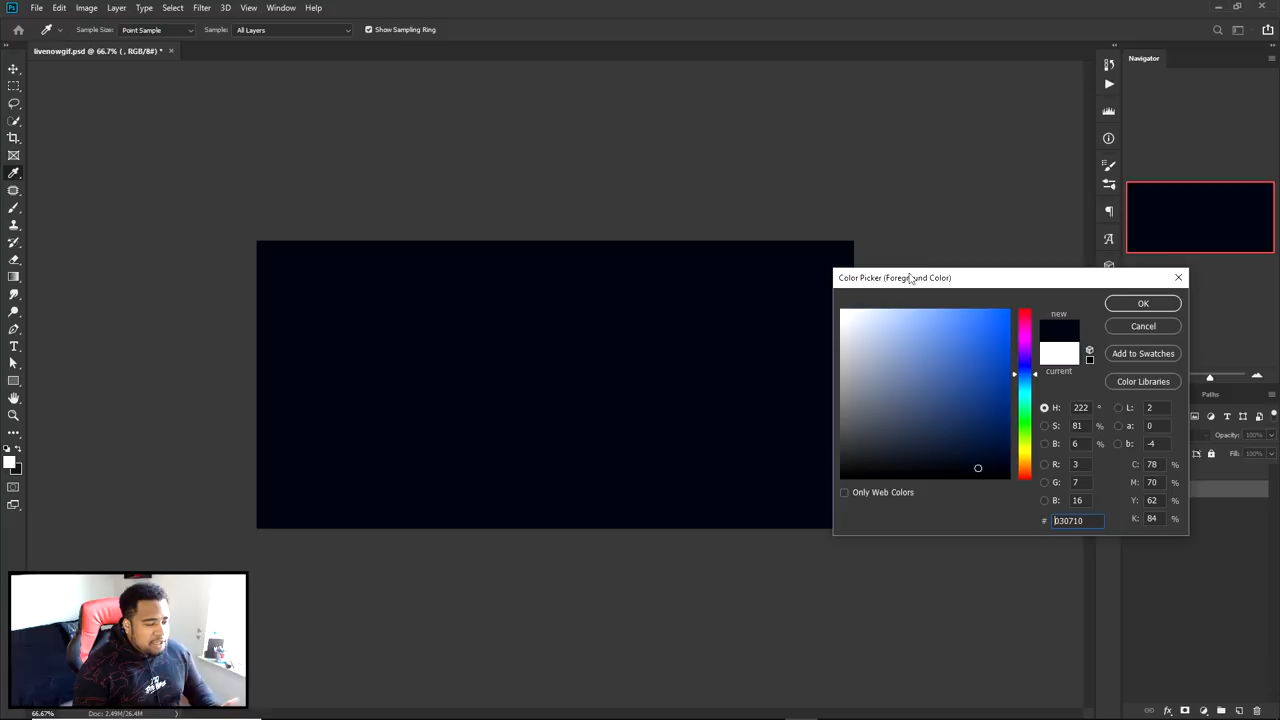 Ps File Edit Image Layer Type Select Filter 3D View Window Help
Sample Size: Point Sample Sample: All Layers Show Sampling Ring
livenowgif.psd @ 66.7% ( , RGB/8#) * ×
Navigator
Color Picker (Foreground Color)
new
current
OK
Cancel
Add to Swatches
Color Libraries
H: 222 ° L: 2
S: 81 % a: 0
B: 6 % b: -4
R: 3 C: 78 %
G: 7 M: 70 %
B: 16 Y: 62 %
# 030710 K: 84 %
Only Web Colors
Paths
Opacity: 100%
Fill: 100%
66.67% Doc: 2.49M/26.4M